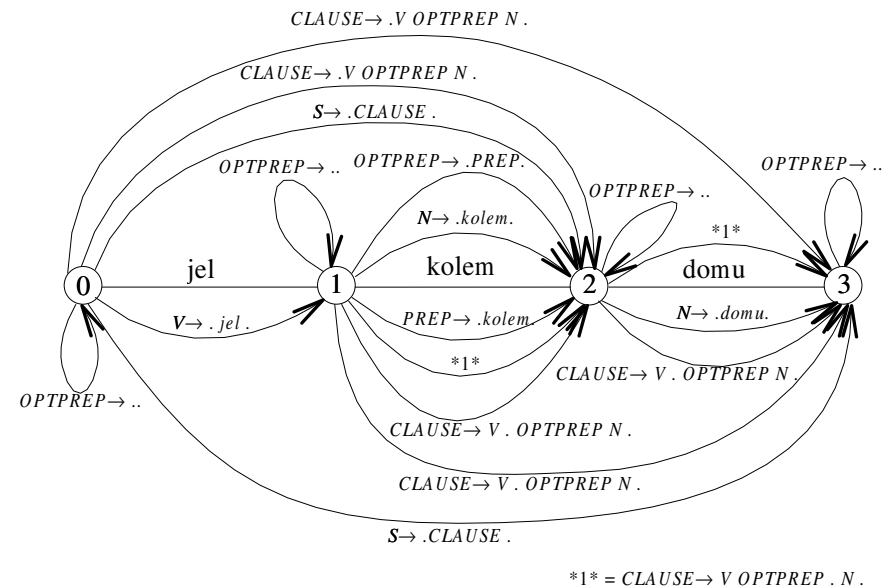 CLAUSE→ .V OPTPREP N .
CLAUSE→ .V OPTPREP N .
S→ .CLAUSE .
OPTPREP→ ..
OPTPREP→ .PREP.
OPTPREP→ ..
OPTPREP→ ..
N→ .kolem.
*1*
jel
kolem
domu
0
1
2
3
V→ . jel .
PREP→ .kolem.
N→ .domu.
*1*
CLAUSE→ V . OPTPREP N .
OPTPREP→ ..
CLAUSE→ V . OPTPREP N .
CLAUSE→ V . OPTPREP N .
S→ .CLAUSE .
*1* = CLAUSE→ V OPTPREP . N .